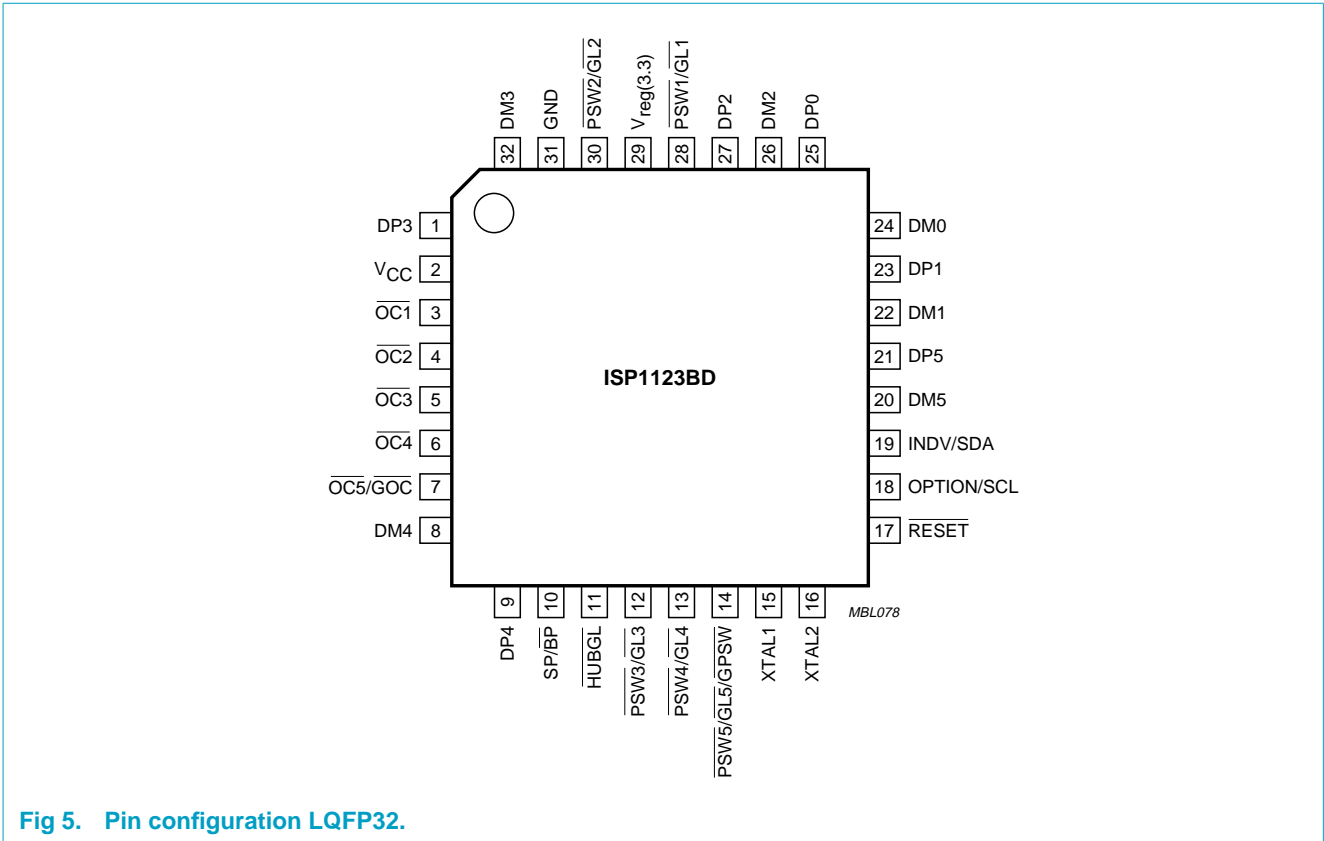 DM3
GND
PSW2/GL2
Vreg(3.3)
PSW1/GL1
DP2
DM2
DP0
32 31 30 29 28 27 26 25
DP3 1
VCC 2
OC1 3
OC2 4
OC3 5
OC4 6
OC5/GOC 7
DM4 8
ISP1123BD
24 DM0
23 DP1
22 DM1
21 DP5
20 DM5
19 INDV/SDA
18 OPTION/SCL
17 RESET
9 10 11 12 13 14 15 16
DP4
SP/BP
HUBGL
PSW3/GL3
PSW4/GL4
PSW5/GL5/GPSW
XTAL1
XTAL2
MBL078
Fig 5. Pin configuration LQFP32.